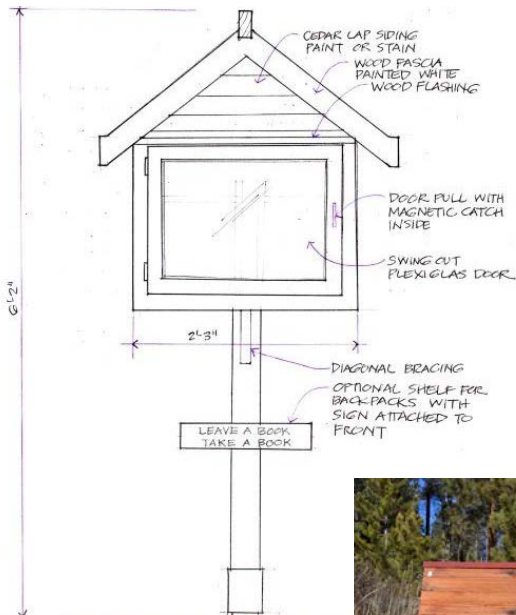 CEDAR LAP SIDING
PAINT OR STAIN
WOOD FASCIA
PAINTED WHITE
WOOD FLASHING
DOOR PULL WITH
MAGNETIC CATCH
INSIDE
SWING OUT
PLEXIGLAS DOOR
6'-2"
2'-3"
DIAGONAL BRACING
OPTIONAL SHELF FOR
BACKPACKS WITH
SIGN ATTACHED TO
FRONT
LEAVE A BOOK
TAKE A BOOK